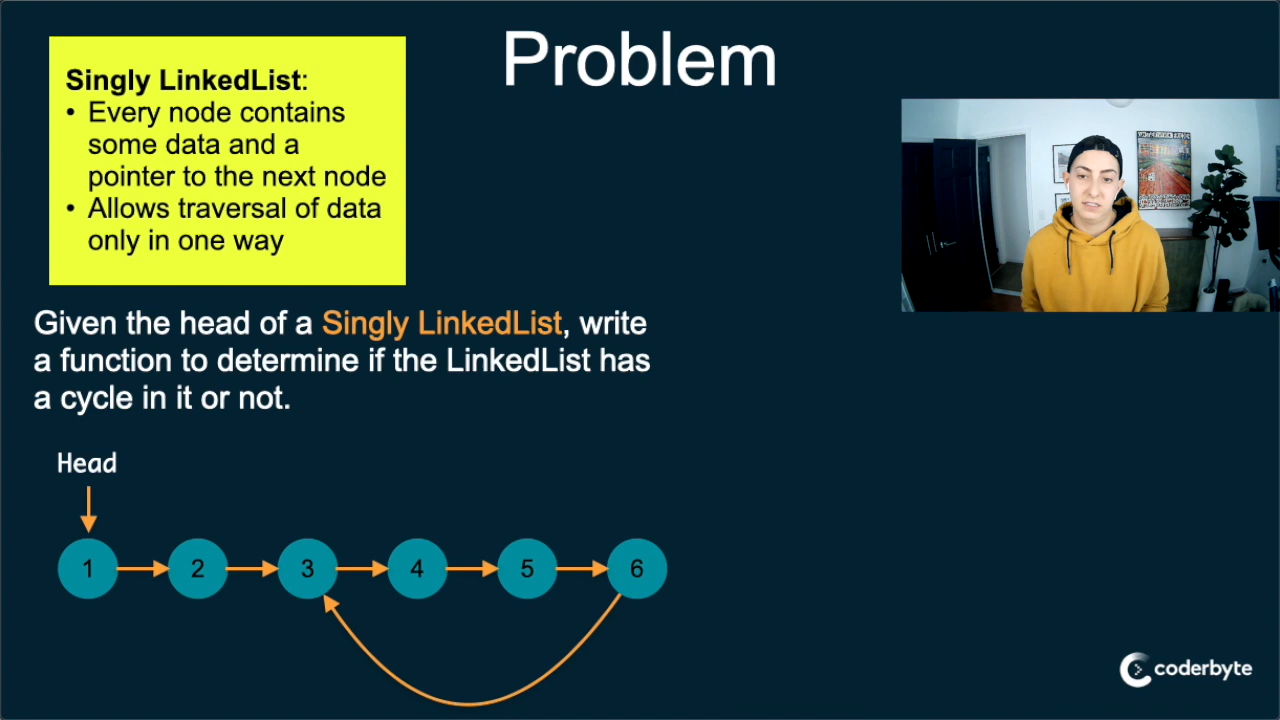 Problem
Singly LinkedList:
• Every node contains
some data and a
pointer to the next node
• Allows traversal of data
only in one way
Given the head of a Singly LinkedList, write
a function to determine if the LinkedList has
a cycle in it or not.
Head
1 2 3 4 5 6
coderbyte